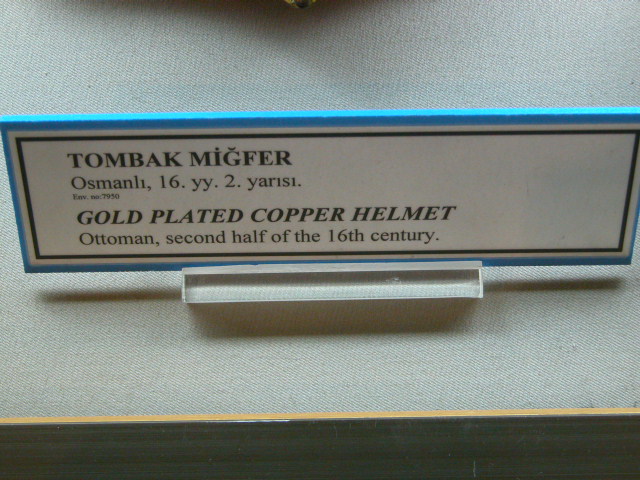 TOMBAK MİĞFER
Osmanlı, 16. yy. 2. yarısı.
Env. no:7950
GOLD PLATED COPPER HELMET
Ottoman, second half of the 16th century.